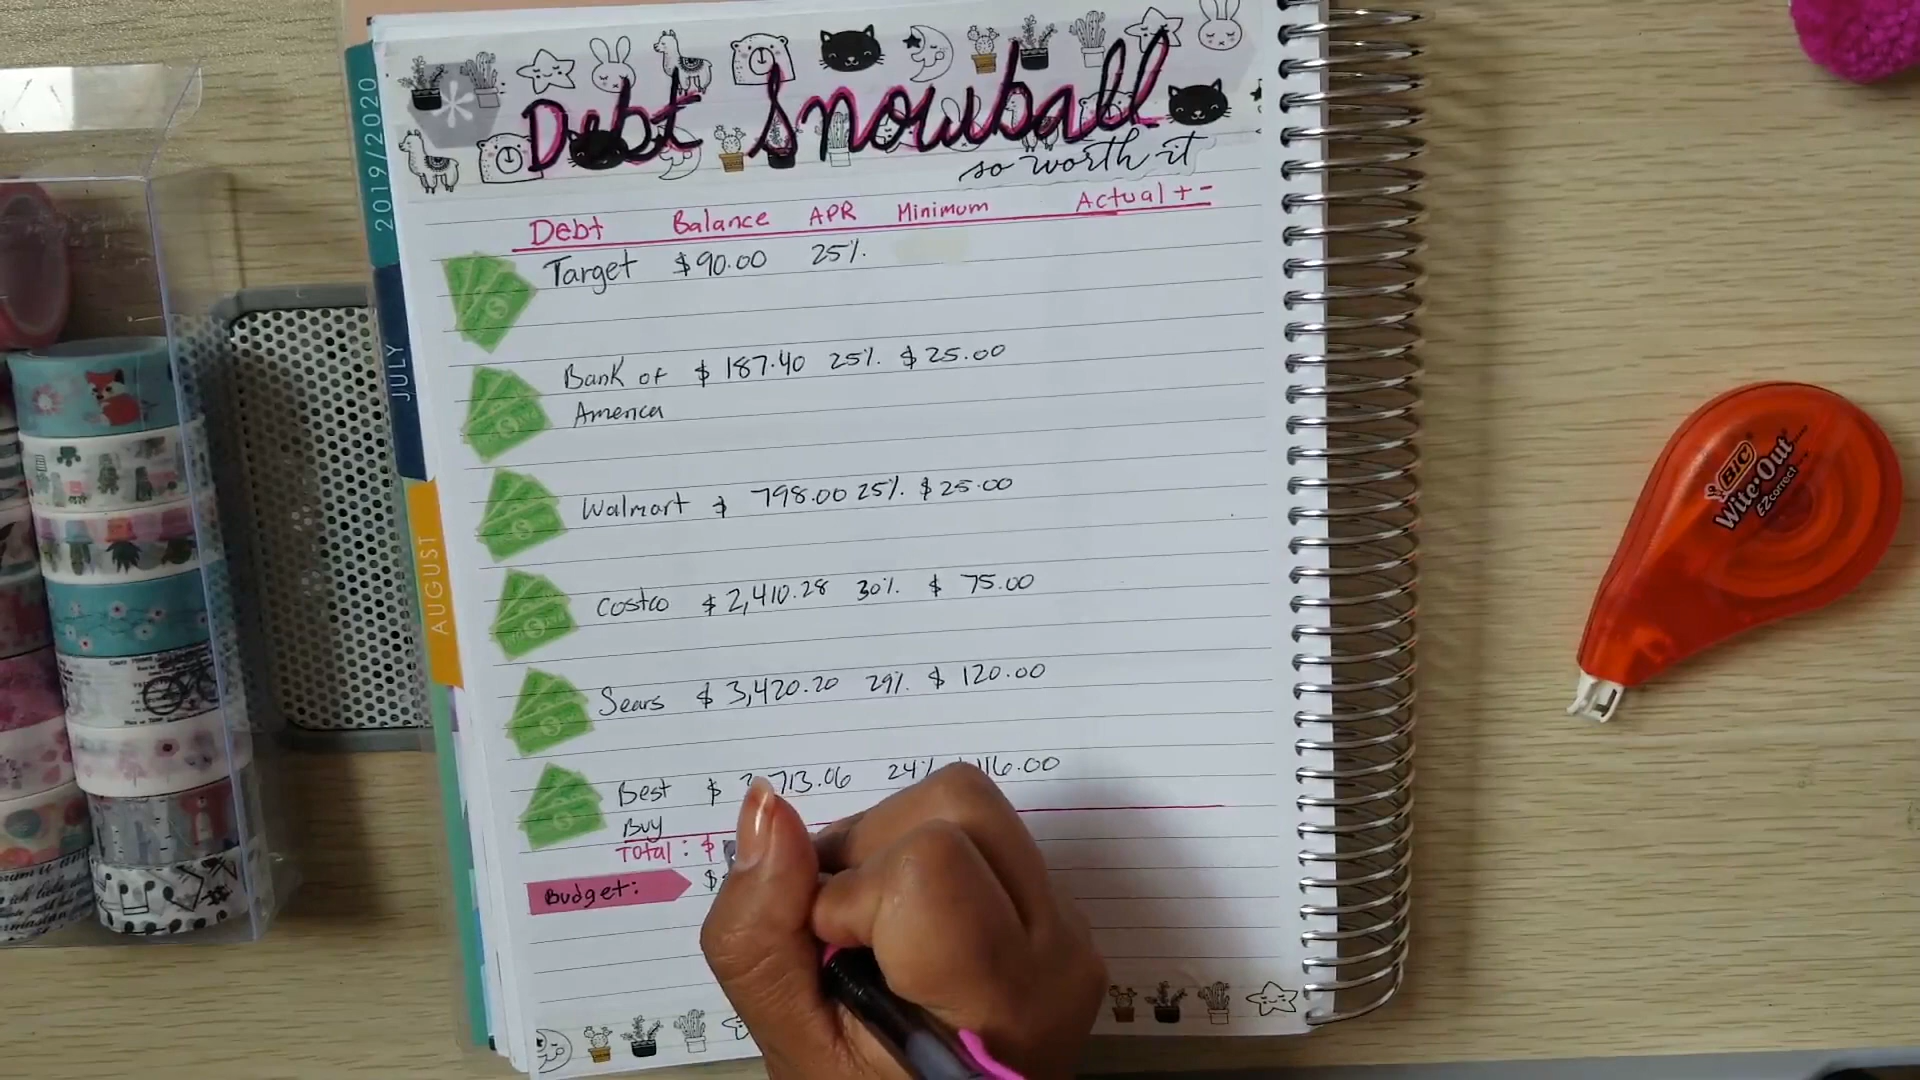 Debt Snowball
so worth it
Debt Balance APR Minimum Actual + -
Target $90.00 25%
Bank of $ 187.40 25% $25.00
America
Walmart $ 798.00 25% $25.00
Costco $2,410.28 30% $ 75.00
Sears $ 3,420.20 29% $ 120.00
Best $ 713.06 24% 116.00
Buy
Total: $
Budget: $
2019/2020
JULY
AUGUST
BIC
Wite·Out
EZcorrect